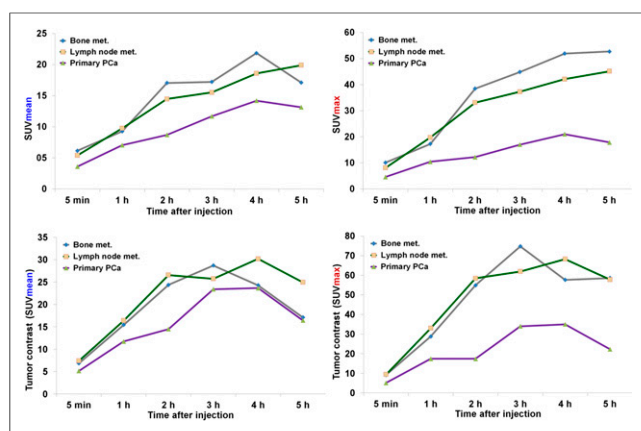 25
20
15
10
05
0
SUVmean
Bone met.
Lymph node met.
Primary PCa
5 min 1 h 2 h 3 h 4 h 5 h
Time after injection
60
50
40
30
20
10
0
SUVmax
Bone met.
Lymph node met.
Primary PCa
5 min 1 h 2 h 3 h 4 h 5 h
Time after injection
35
30
25
20
15
10
5
0
Tumor contrast (SUVmean)
Bone met.
Lymph node met.
Primary PCa
5 min 1 h 2 h 3 h 4 h 5 h
Time after injection
80
70
60
50
40
30
20
10
0
Tumor contrast (SUVmax)
Bone met.
Lymph node met.
Primary PCa
5 min 1 h 2 h 3 h 4 h 5 h
Time after injection